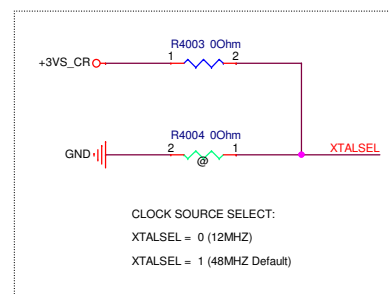 R4003 0Ohm
+3VS_CR
1
2
R4004 0Ohm
GND
2
1
XTALSEL
@
CLOCK SOURCE SELECT:
XTALSEL = 0 (12MHZ)
XTALSEL = 1 (48MHZ Default)